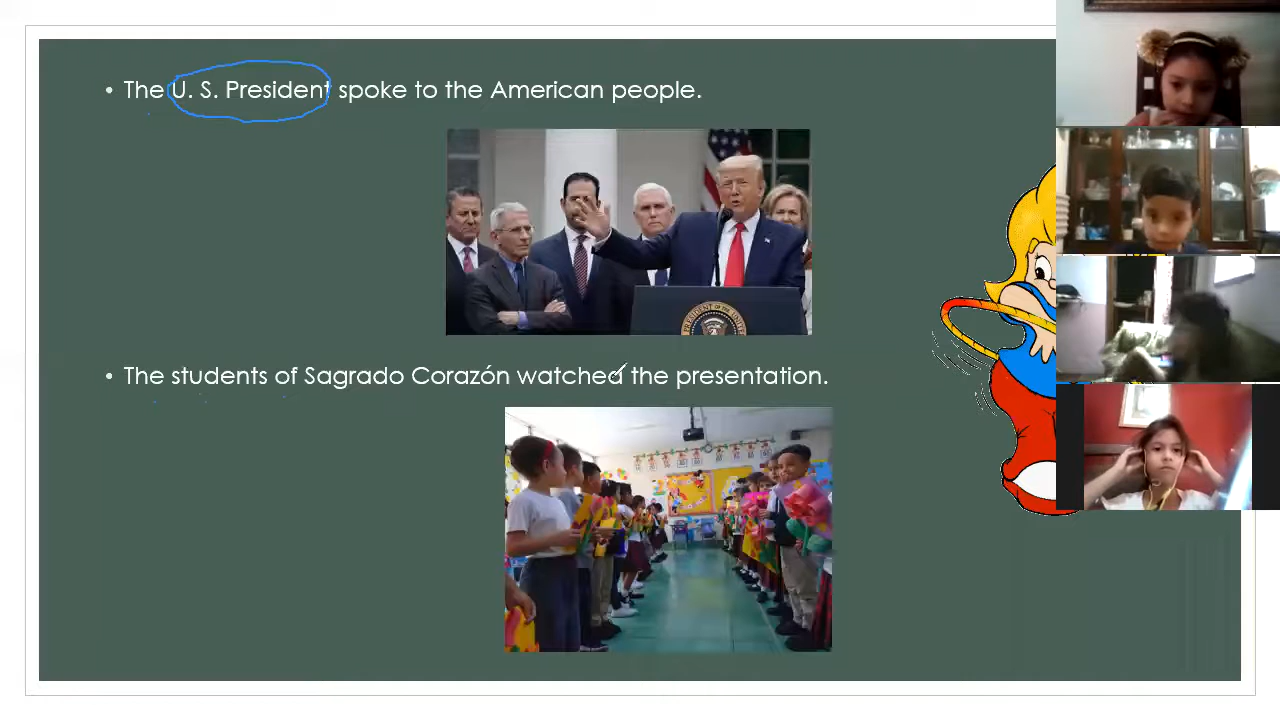 • The U. S. President spoke to the American people.
• The students of Sagrado Corazón watched the presentation.